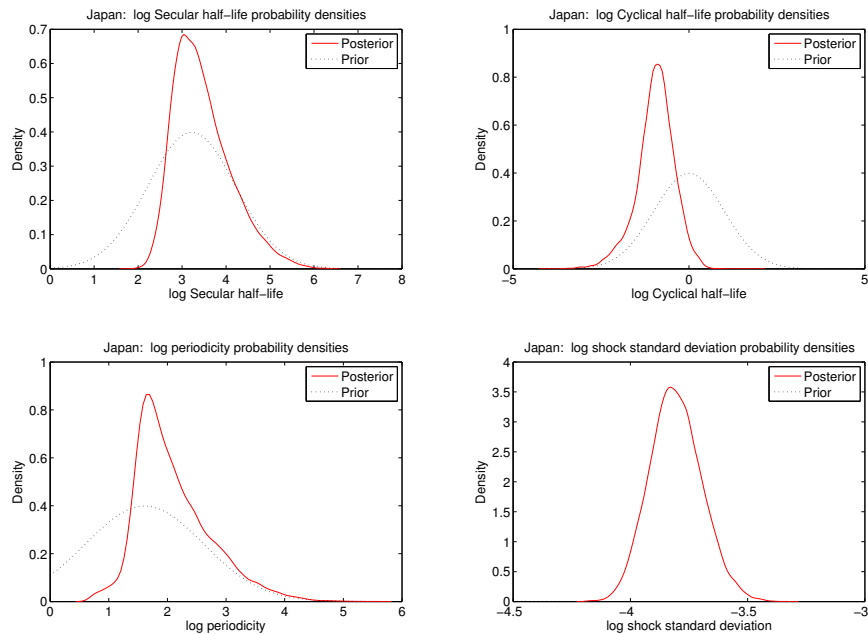 Japan: log Secular half−life probability densities
0.7
0.6
0.5
0.4
0.3
0.2
0.1
0
Density
Posterior
Prior
0 1 2 3 4 5 6 7 8
log Secular half−life
Japan: log Cyclical half−life probability densities
1
0.8
0.6
0.4
0.2
0
Density
Posterior
Prior
−5 0 5
log Cyclical half−life
Japan: log periodicity probability densities
1
0.8
0.6
0.4
0.2
0
Density
Posterior
Prior
0 1 2 3 4 5 6
log periodicity
Japan: log shock standard deviation probability densities
4
3.5
3
2.5
2
1.5
1
0.5
0
Density
Posterior
Prior
−4.5 −4 −3.5 −3
log shock standard deviation